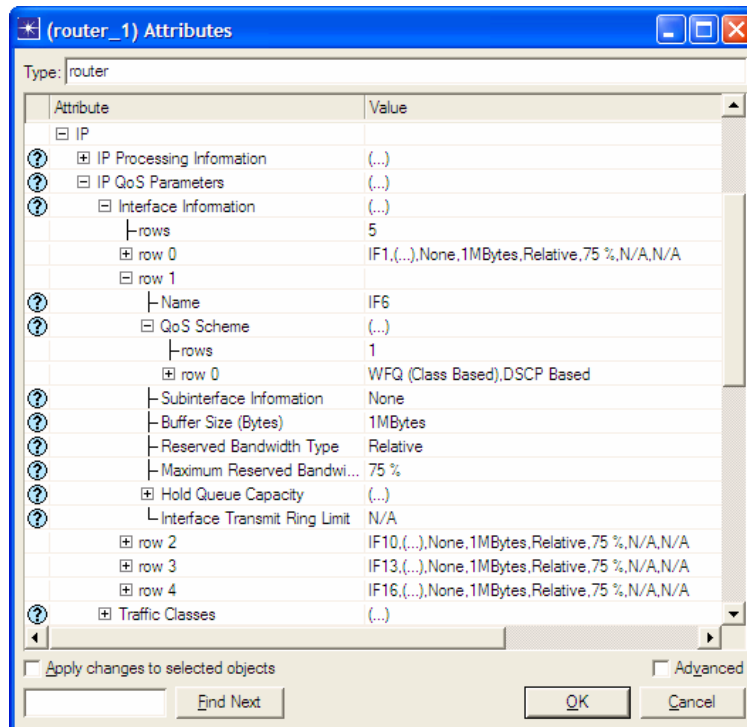 (router_1) Attributes
Type: router
Attribute Value
IP
IP Processing Information (...)
IP QoS Parameters (...)
Interface Information (...)
rows 5
row 0 IF1,(...),None,1MBytes,Relative,75 %,N/A,N/A
row 1
Name IF6
QoS Scheme (...)
rows 1
row 0 WFQ (Class Based),DSCP Based
Subinterface Information None
Buffer Size (Bytes) 1MBytes
Reserved Bandwidth Type Relative
Maximum Reserved Bandwi... 75 %
Hold Queue Capacity (...)
Interface Transmit Ring Limit N/A
row 2 IF10,(...),None,1MBytes,Relative,75 %,N/A,N/A
row 3 IF13,(...),None,1MBytes,Relative,75 %,N/A,N/A
row 4 IF16,(...),None,1MBytes,Relative,75 %,N/A,N/A
Traffic Classes (...)
Apply changes to selected objects Advanced
Find Next OK Cancel